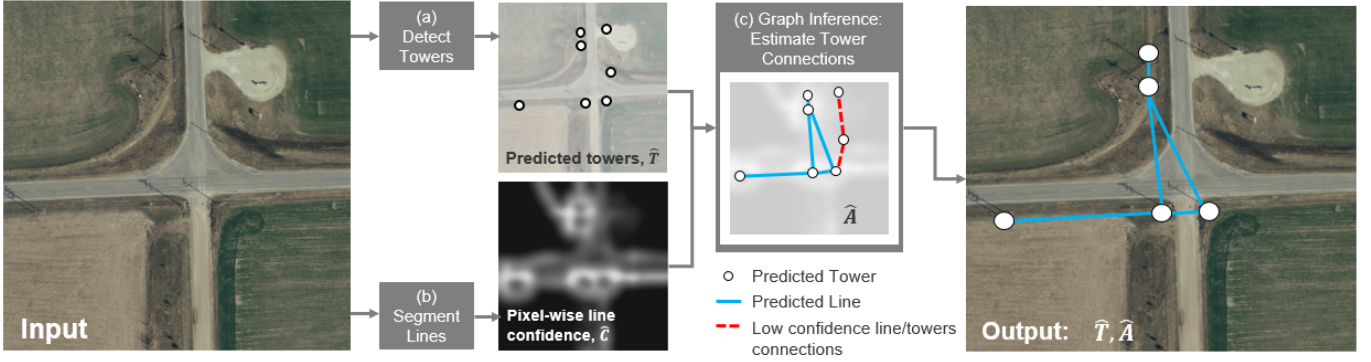 Input
(a)
Detect
Towers
(b)
Segment
Lines
Predicted towers, T̂
Pixel-wise line
confidence, Ĉ
(c) Graph Inference:
Estimate Tower
Connections
Â
Predicted Tower
Predicted Line
Low confidence line/towers
connections
Output: T̂, Â